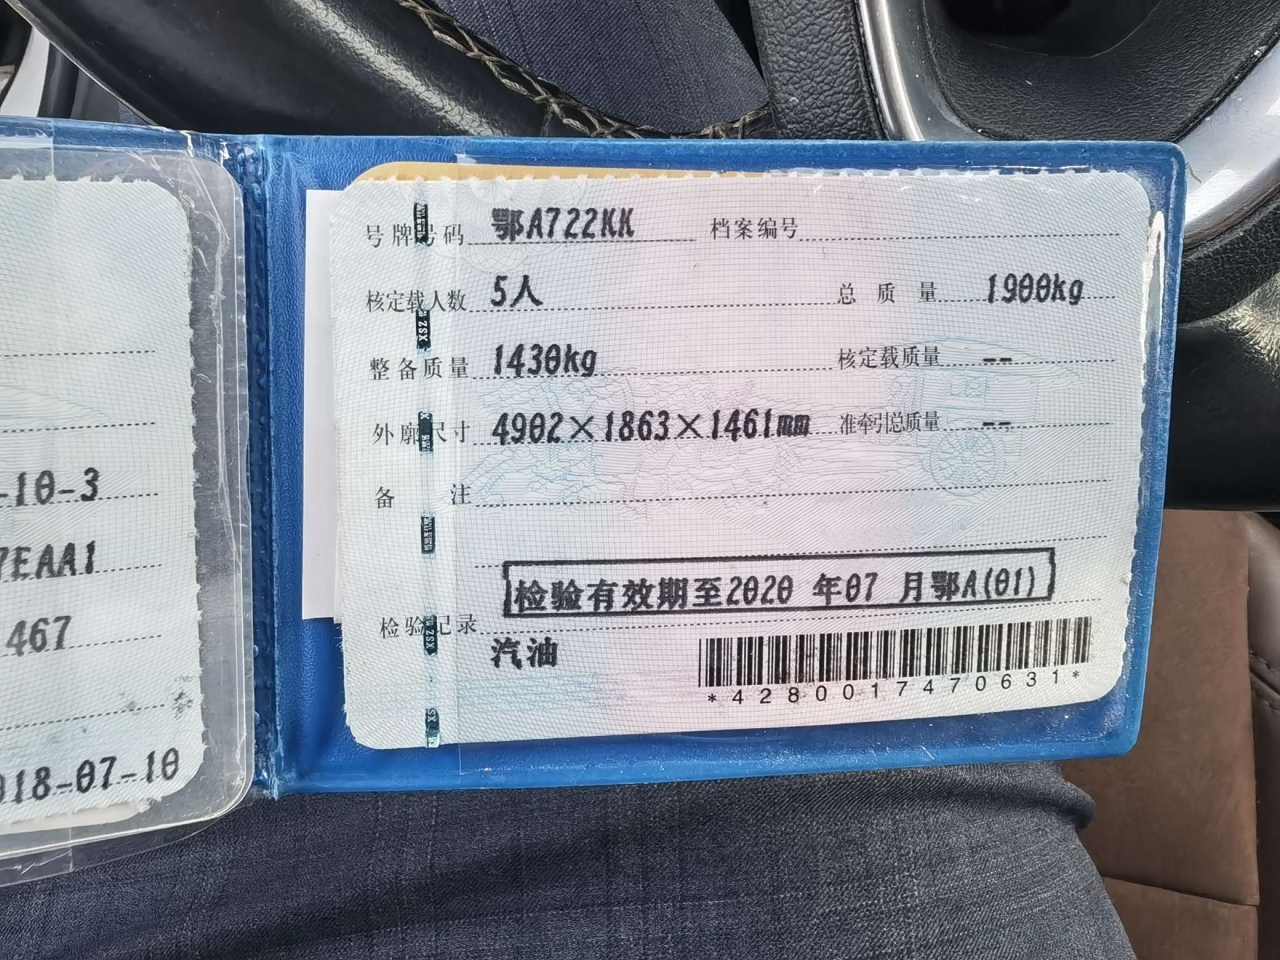 -10-3
7EAA1
467
018-07-10
号牌号码 鄂A722KK 档案编号
核定载人数 5人 总质量 1900kg
整备质量 1430kg 核定载质量 --
外廓尺寸 4902×1863×1461mm 准牵引总质量 --
备注
检验有效期至2020 年07 月鄂A(01)
检验记录
汽油
*4280017470631*
XSZ
XSZ